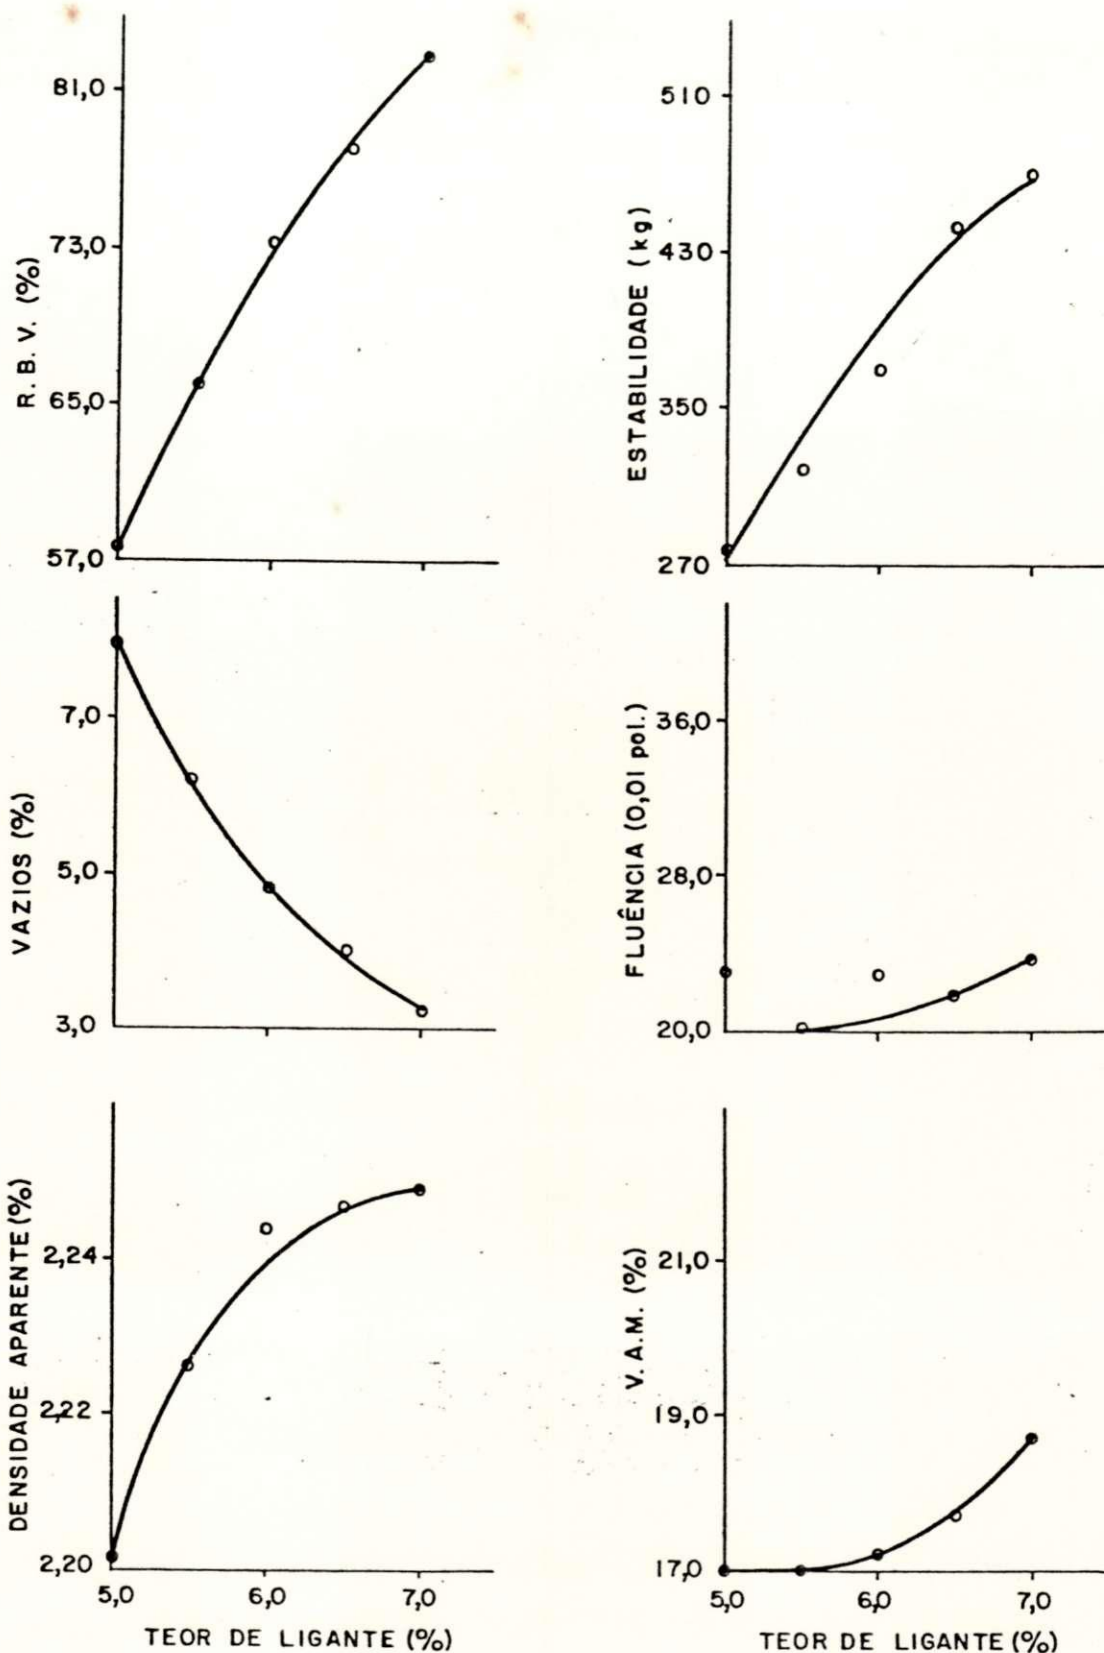 81,0
73,0
65,0
57,0
R. B. V. (%)
510
430
350
270
ESTABILIDADE (kg)
7,0
5,0
3,0
VAZIOS (%)
36,0
28,0
20,0
FLUÊNCIA (0,01 pol.)
2,24
2,22
2,20
DENSIDADE APARENTE (%)
5,0 6,0 7,0
TEOR DE LIGANTE (%)
21,0
19,0
17,0
V. A.M. (%)
5,0 6,0 7,0
TEOR DE LIGANTE (%)